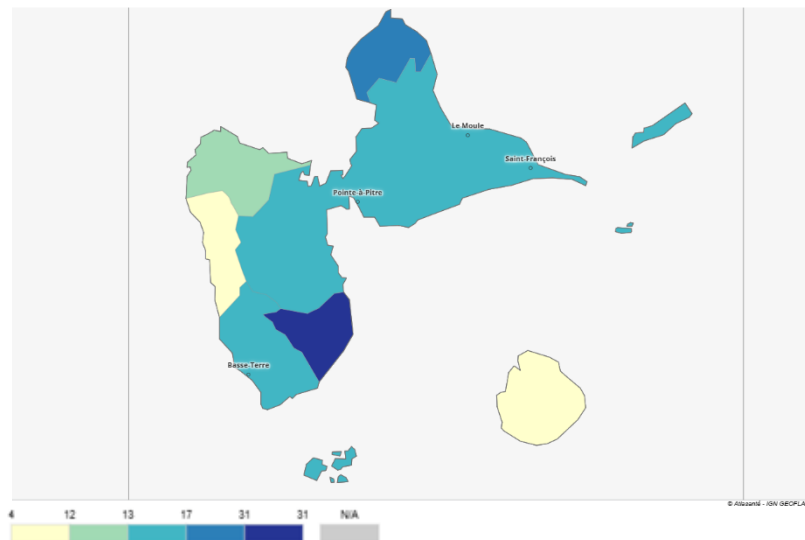 Le Moule
Saint-François
Pointe-à-Pitre
Basse-Terre
© Atlasanté - IGN GEOFLA
4 12 13 17 31 31 N/A